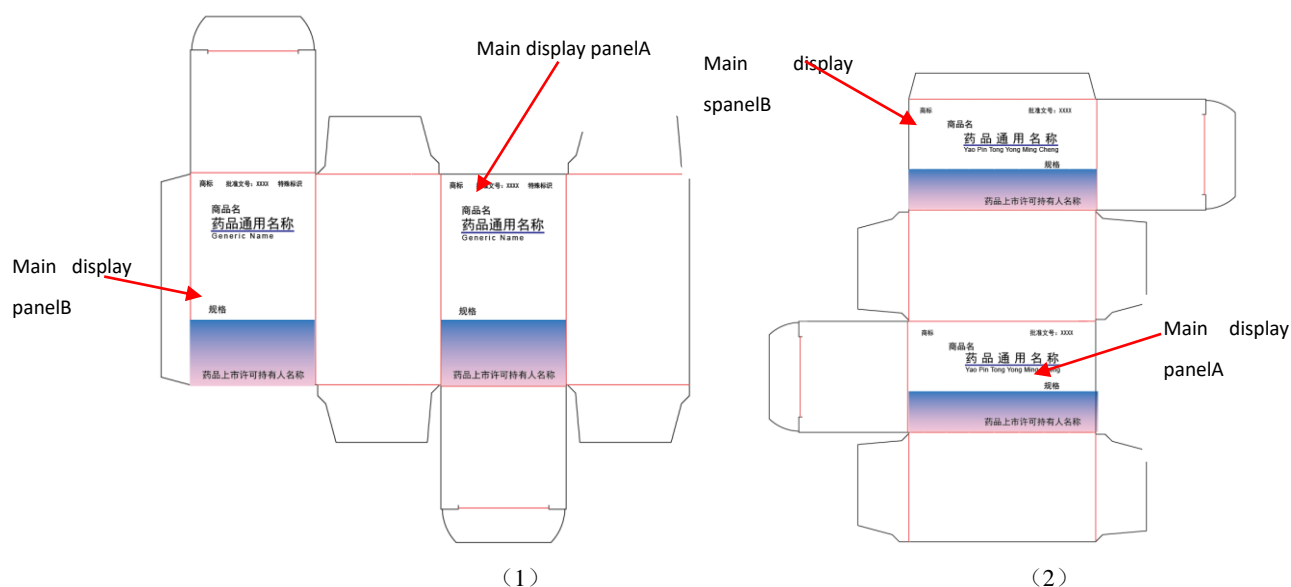 Main display panelA
Main display
panelB
商标 批准文号：XXXX 特殊标识
商品名
药品通用名称
Generic Name
规格
药品上市许可持有人名称
商标 批准文号：XXXX 特殊标识
商品名
药品通用名称
Generic Name
规格
药品上市许可持有人名称
（1）
Main display
spanelB
商标 批准文号：XXXX
商品名
药品通用名称
Yao Pin Tong Yong Ming Cheng
规格
药品上市许可持有人名称
商标 批准文号：XXXX
商品名
药品通用名称
Yao Pin Tong Yong Ming Cheng
规格
药品上市许可持有人名称
Main display
panelA
（2）